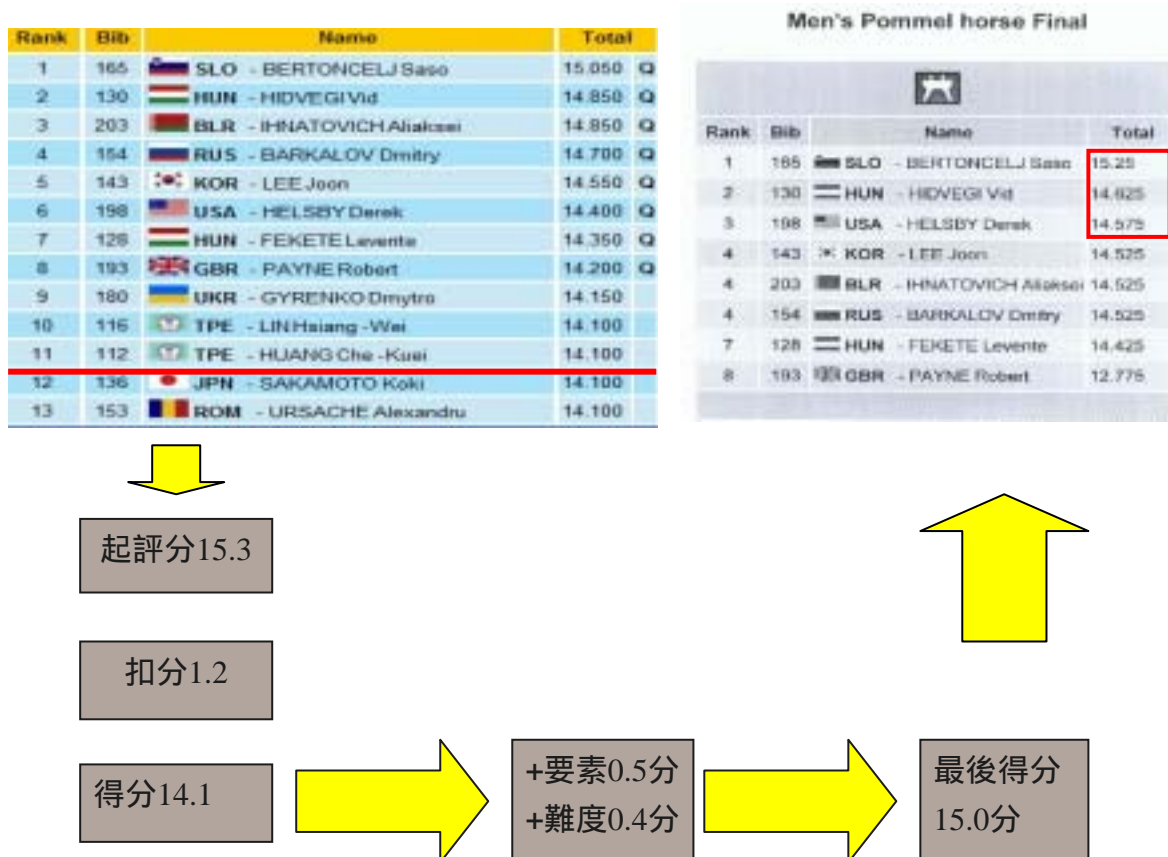 Rank Bib Name Total
1 165 SLO - BERTONCELJ Saso 15.050 Q
2 130 HUN - HIDVEGI Vid 14.850 Q
3 203 BLR - IHNATOVICH Aliaksei 14.850 Q
4 154 RUS - BARKALOV Dmitry 14.700 Q
5 143 KOR - LEE Joon 14.550 Q
6 198 USA - HELSBY Derek 14.400 Q
7 128 HUN - FEKETE Levente 14.350 Q
8 193 GBR - PAYNE Robert 14.200 Q
9 180 UKR - GYRENKO Dmytro 14.150
10 116 TPE - LIN Hsiang -Wei 14.100
11 112 TPE - HUANG Che -Kuei 14.100
12 136 JPN - SAKAMOTO Koki 14.100
13 153 ROM - URSACHE Alexandru 14.100
Men's Pommel horse Final
Rank Bib Name Total
1 165 SLO - BERTONCELJ Saso 15.25
2 130 HUN - HIDVEGI Vid 14.625
3 198 USA - HELSBY Derek 14.575
4 143 KOR - LEE Joon 14.525
4 203 BLR - IHNATOVICH Aliaksei 14.525
4 154 RUS - BARKALOV Dmitry 14.525
7 128 HUN - FEKETE Levente 14.425
8 193 GBR - PAYNE Robert 12.775
起評分15.3
扣分1.2
得分14.1
+要素0.5分
+難度0.4分
最後得分
15.0分